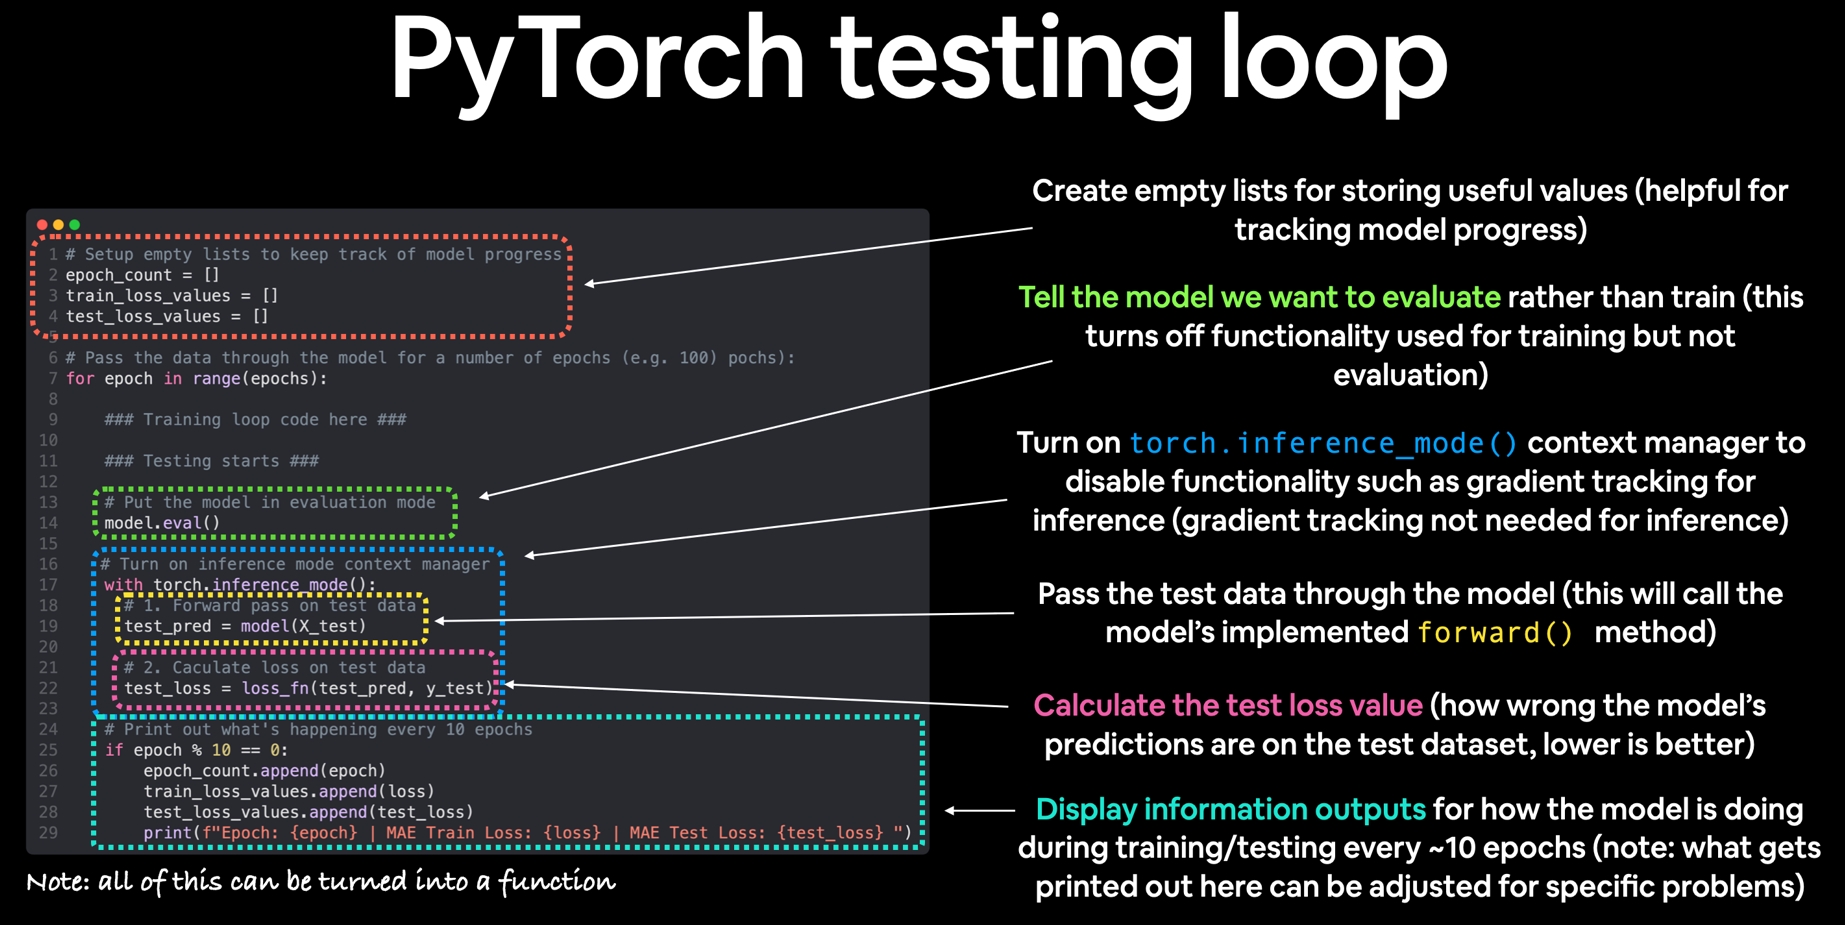 PyTorch testing loop
1 # Setup empty lists to keep track of model progress
2 epoch_count = []
3 train_loss_values = []
4 test_loss_values = []
5
6 # Pass the data through the model for a number of epochs (e.g. 100) pochs):
7 for epoch in range(epochs):
8
9 ### Training loop code here ###
10
11 ### Testing starts ###
12
13 # Put the model in evaluation mode
14 model.eval()
15
16 # Turn on inference mode context manager
17 with torch.inference_mode():
18 # 1. Forward pass on test data
19 test_pred = model(X_test)
20
21 # 2. Caculate loss on test data
22 test_loss = loss_fn(test_pred, y_test)
23
24 # Print out what's happening every 10 epochs
25 if epoch % 10 == 0:
26 epoch_count.append(epoch)
27 train_loss_values.append(loss)
28 test_loss_values.append(test_loss)
29 print(f"Epoch: {epoch} | MAE Train Loss: {loss} | MAE Test Loss: {test_loss} ")
Note: all of this can be turned into a function
Create empty lists for storing useful values (helpful for
tracking model progress)
Tell the model we want to evaluate rather than train (this
turns off functionality used for training but not
evaluation)
Turn on torch.inference_mode() context manager to
disable functionality such as gradient tracking for
inference (gradient tracking not needed for inference)
Pass the test data through the model (this will call the
model’s implemented forward() method)
Calculate the test loss value (how wrong the model’s
predictions are on the test dataset, lower is better)
Display information outputs for how the model is doing
during training/testing every ~10 epochs (note: what gets
printed out here can be adjusted for specific problems)